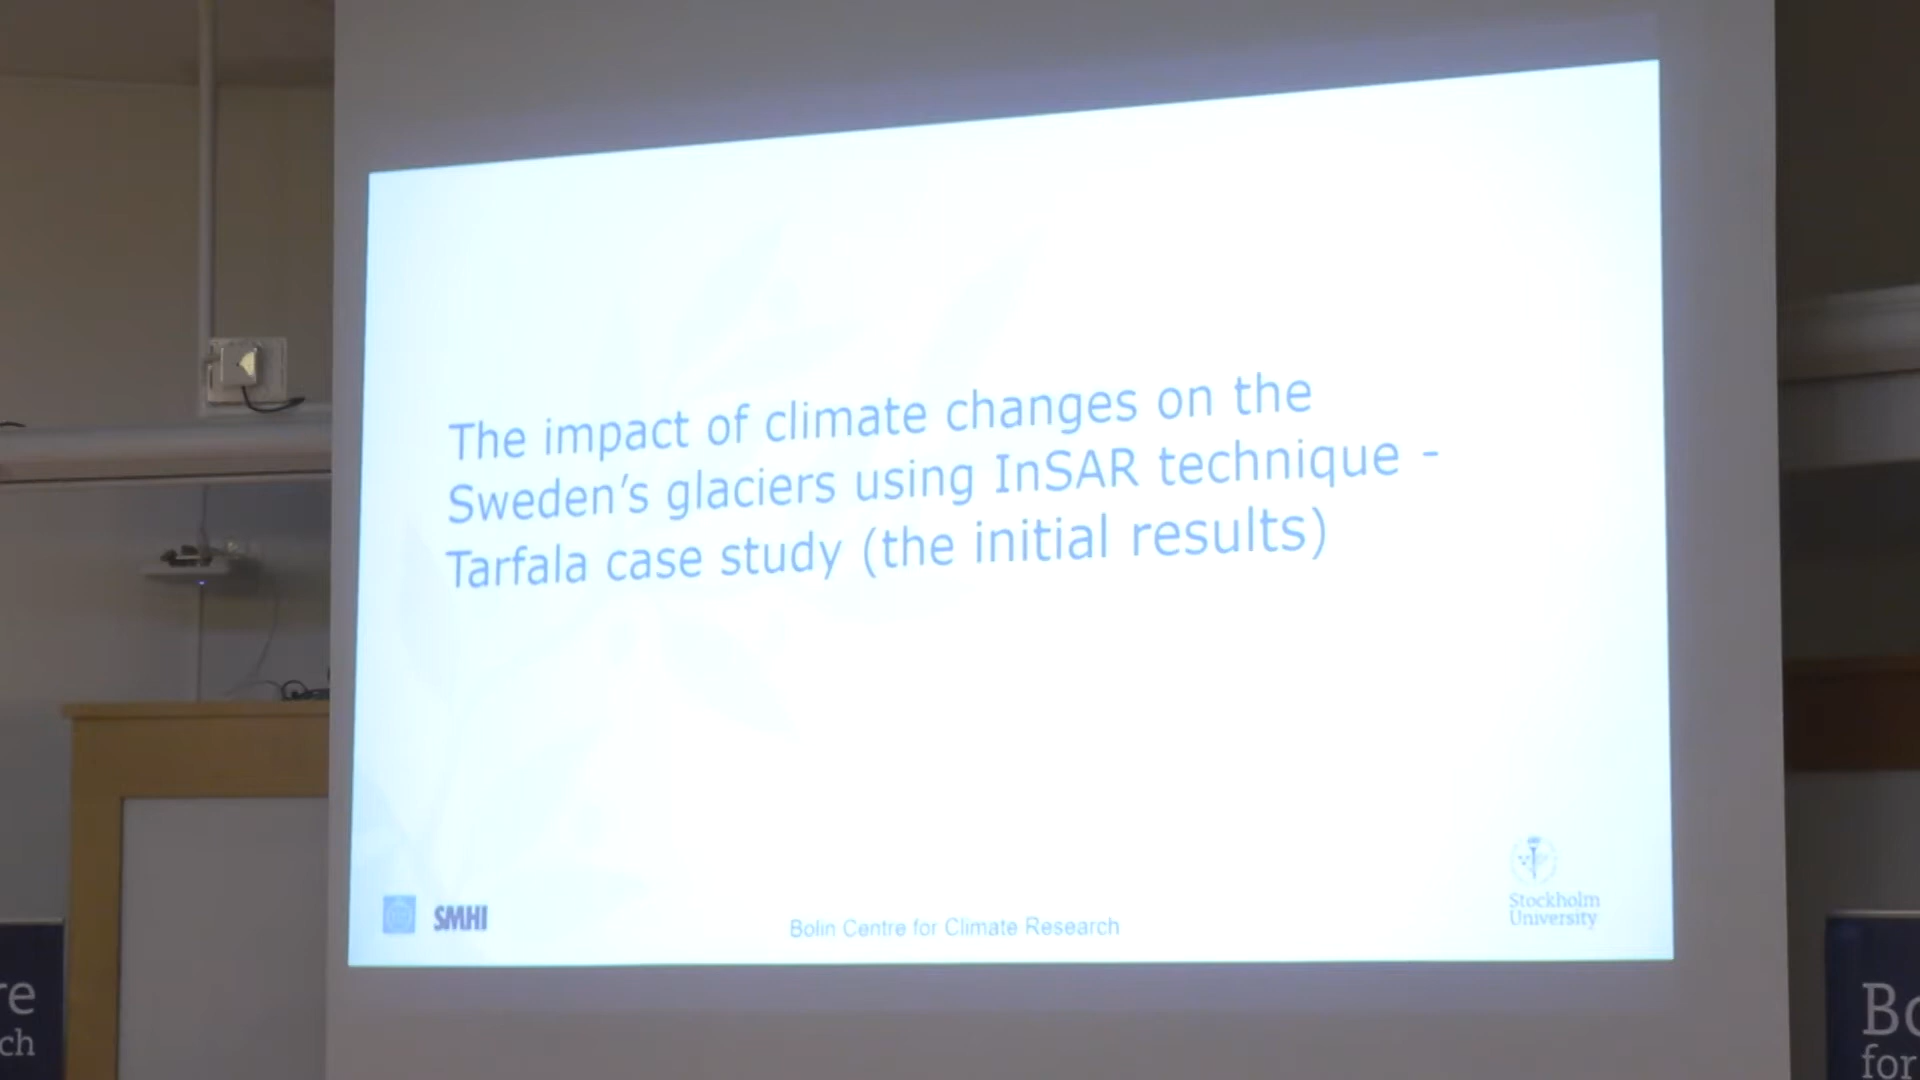 The impact of climate changes on the
Sweden's glaciers using InSAR technique -
Tarfala case study (the initial results)
SMHI
Bolin Centre for Climate Research
Stockholm
University
re
ch
Bo
for